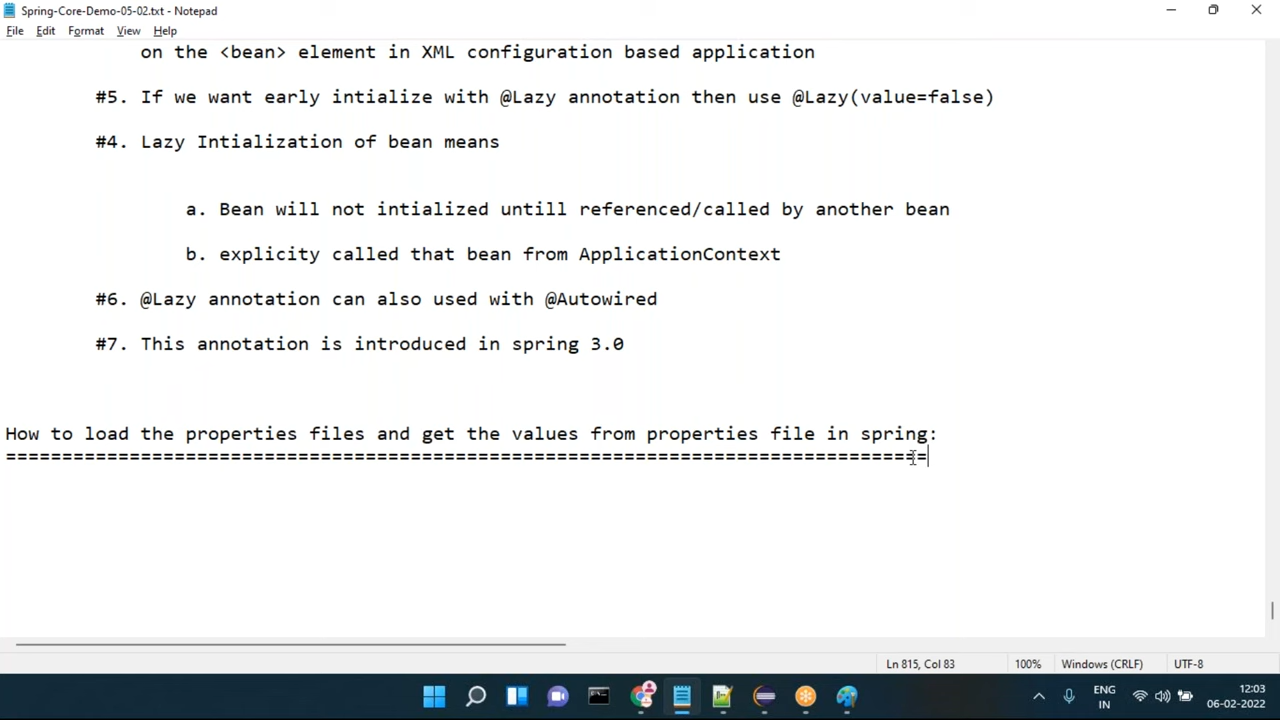 Spring-Core-Demo-05-02.txt - Notepad
File Edit Format View Help
on the <bean> element in XML configuration based application
#5. If we want early intialize with @Lazy annotation then use @Lazy(value=false)
#4. Lazy Intialization of bean means
a. Bean will not intialized untill referenced/called by another bean
b. explicity called that bean from ApplicationContext
#6. @Lazy annotation can also used with @Autowired
#7. This annotation is introduced in spring 3.0
How to load the properties files and get the values from properties file in spring:
==================================================================================
Ln 815, Col 83 100% Windows (CRLF) UTF-8
ENG
IN
12:03
06-02-2022